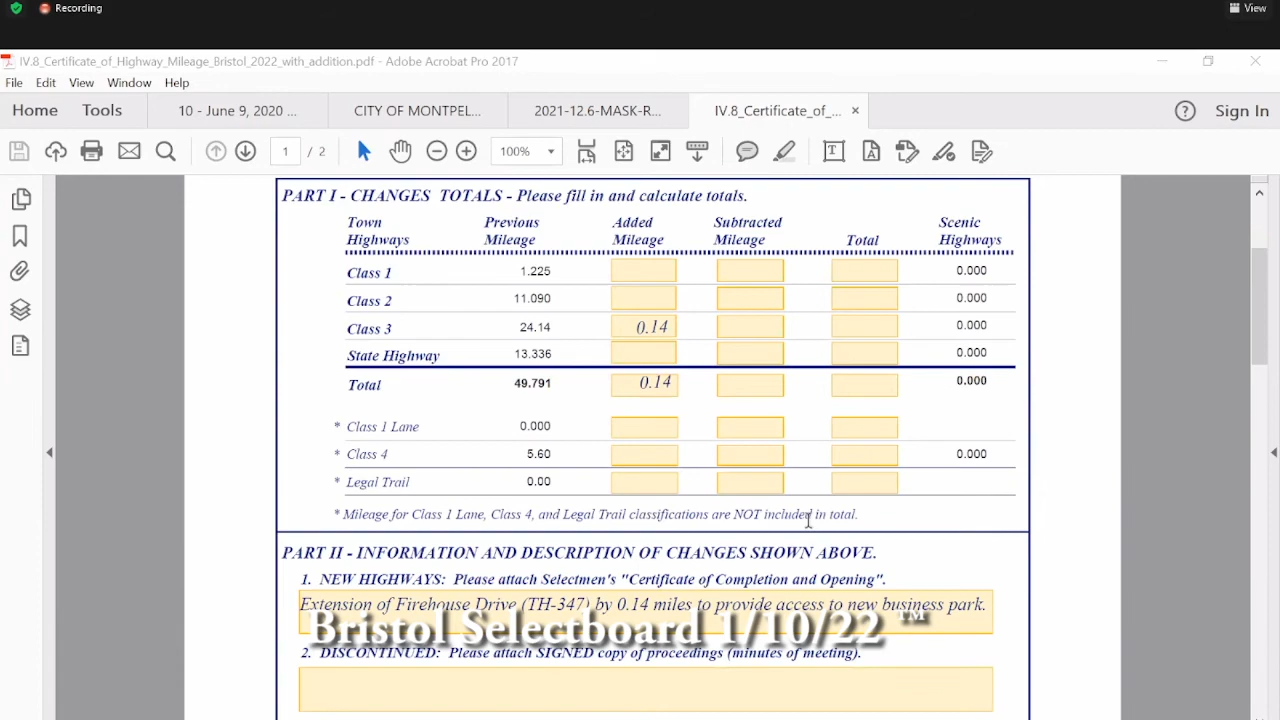 Recording
View
IV.8_Certificate_of_Highway_Mileage_Bristol_2022_with_addition.pdf - Adobe Acrobat Pro 2017
File Edit View Window Help
Home Tools 10 - June 9, 2020 ... CITY OF MONTPEL... 2021-12.6-MASK-R... IV.8_Certificate_of_... × ? Sign In
1 / 2 100%
PART I - CHANGES TOTALS - Please fill in and calculate totals.
Town Previous Added Subtracted Scenic
Highways Mileage Mileage Mileage Total Highways
Class 1 1.225 0.000
Class 2 11.090 0.000
Class 3 24.14 0.14 0.000
State Highway 13.336 0.000
Total 49.791 0.14 0.000
* Class 1 Lane 0.000
* Class 4 5.60 0.000
* Legal Trail 0.00
* Mileage for Class 1 Lane, Class 4, and Legal Trail classifications are NOT included in total.
PART II - INFORMATION AND DESCRIPTION OF CHANGES SHOWN ABOVE.
1. NEW HIGHWAYS: Please attach Selectmen's "Certificate of Completion and Opening".
Extension of Firehouse Drive (TH-347) by 0.14 miles to provide access to new business park.
Bristol Selectboard 1/10/22 ™
2. DISCONTINUED: Please attach SIGNED copy of proceedings (minutes of meeting).